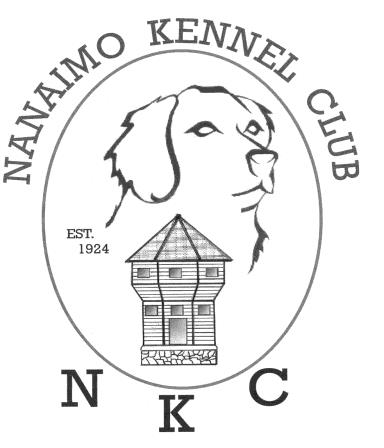 NANAIMO KENNEL CLUB
EST.
1924
N K C